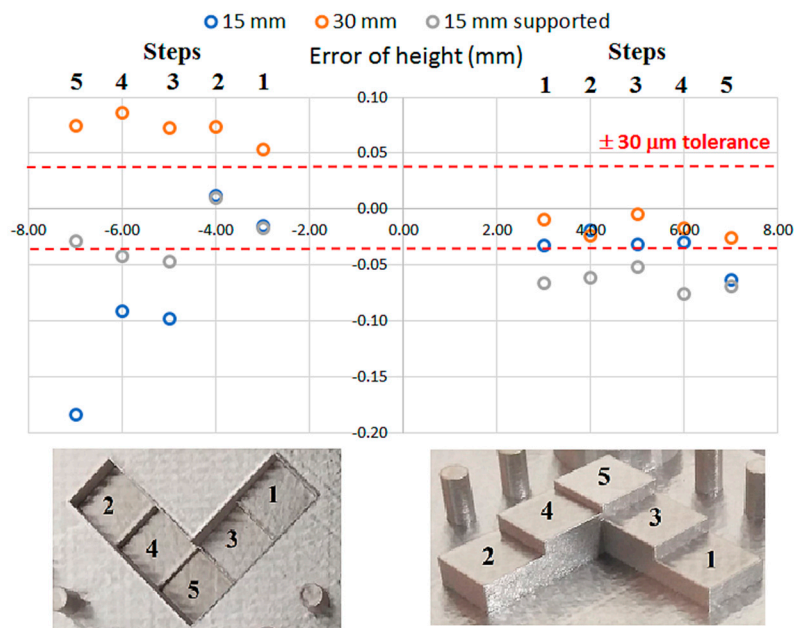 15 mm 30 mm 15 mm supported
Steps Error of height (mm) Steps
5 4 3 2 1 1 2 3 4 5
0.10
± 30 μm tolerance
0.05
0.00
-8.00 -6.00 -4.00 -2.00 0.00 2.00 4.00 6.00 8.00
-0.05
-0.10
-0.15
-0.20
2 1
4 3
5
5
4 3
2 1